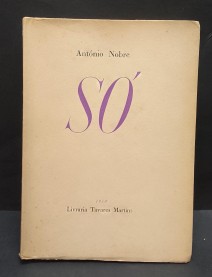 António Nobre
SÓ
Livraria Tavares Martins